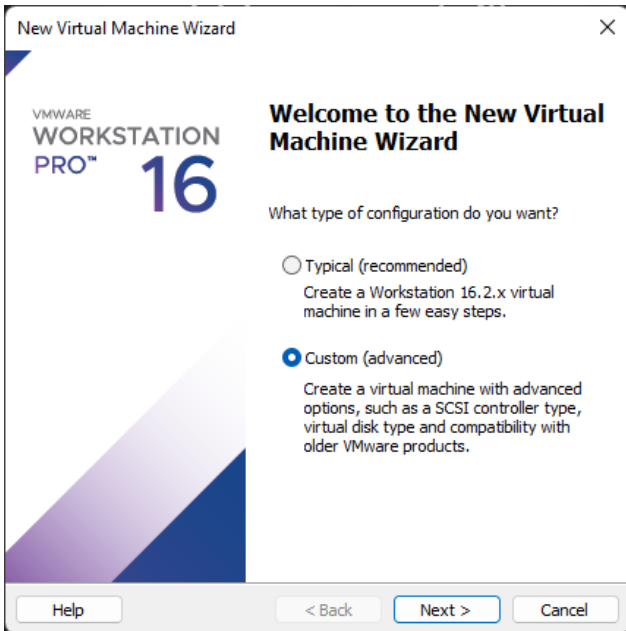 New Virtual Machine Wizard
VMWARE
WORKSTATION
PRO™ 16
Welcome to the New Virtual
Machine Wizard
What type of configuration do you want?
Typical (recommended)
Create a Workstation 16.2.x virtual
machine in a few easy steps.
Custom (advanced)
Create a virtual machine with advanced
options, such as a SCSI controller type,
virtual disk type and compatibility with
older VMware products.
Help < Back Next > Cancel